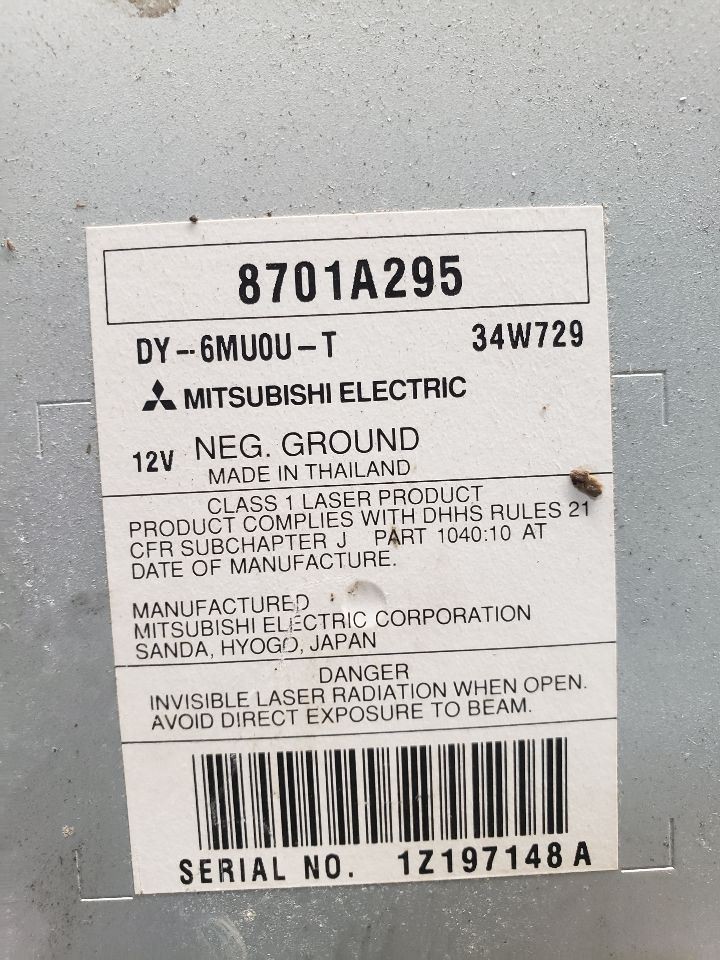 8701A295
DY-6MU0U-T 34W729
MITSUBISHI ELECTRIC
12V NEG. GROUND
MADE IN THAILAND
CLASS 1 LASER PRODUCT
PRODUCT COMPLIES WITH DHHS RULES 21
CFR SUBCHAPTER J PART 1040:10 AT
DATE OF MANUFACTURE.
MANUFACTURED
MITSUBISHI ELECTRIC CORPORATION
SANDA, HYOGO, JAPAN
DANGER
INVISIBLE LASER RADIATION WHEN OPEN.
AVOID DIRECT EXPOSURE TO BEAM.
SERIAL NO. 1Z197148A